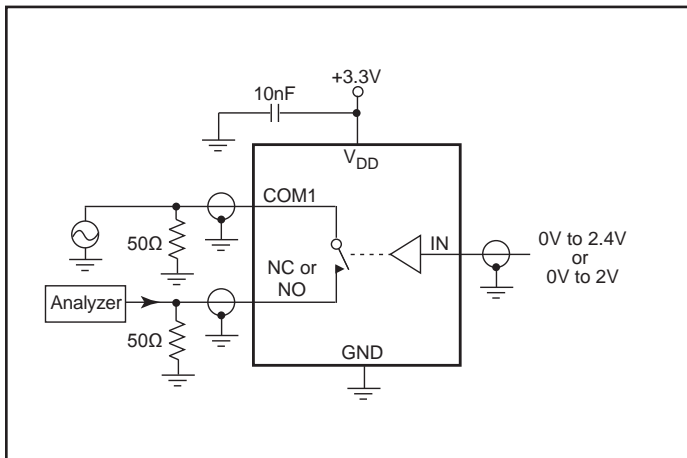 +3.3V
10nF
V_DD
COM1
50Ω
IN
0V to 2.4V
or
0V to 2V
NC or
NO
Analyzer
50Ω
GND